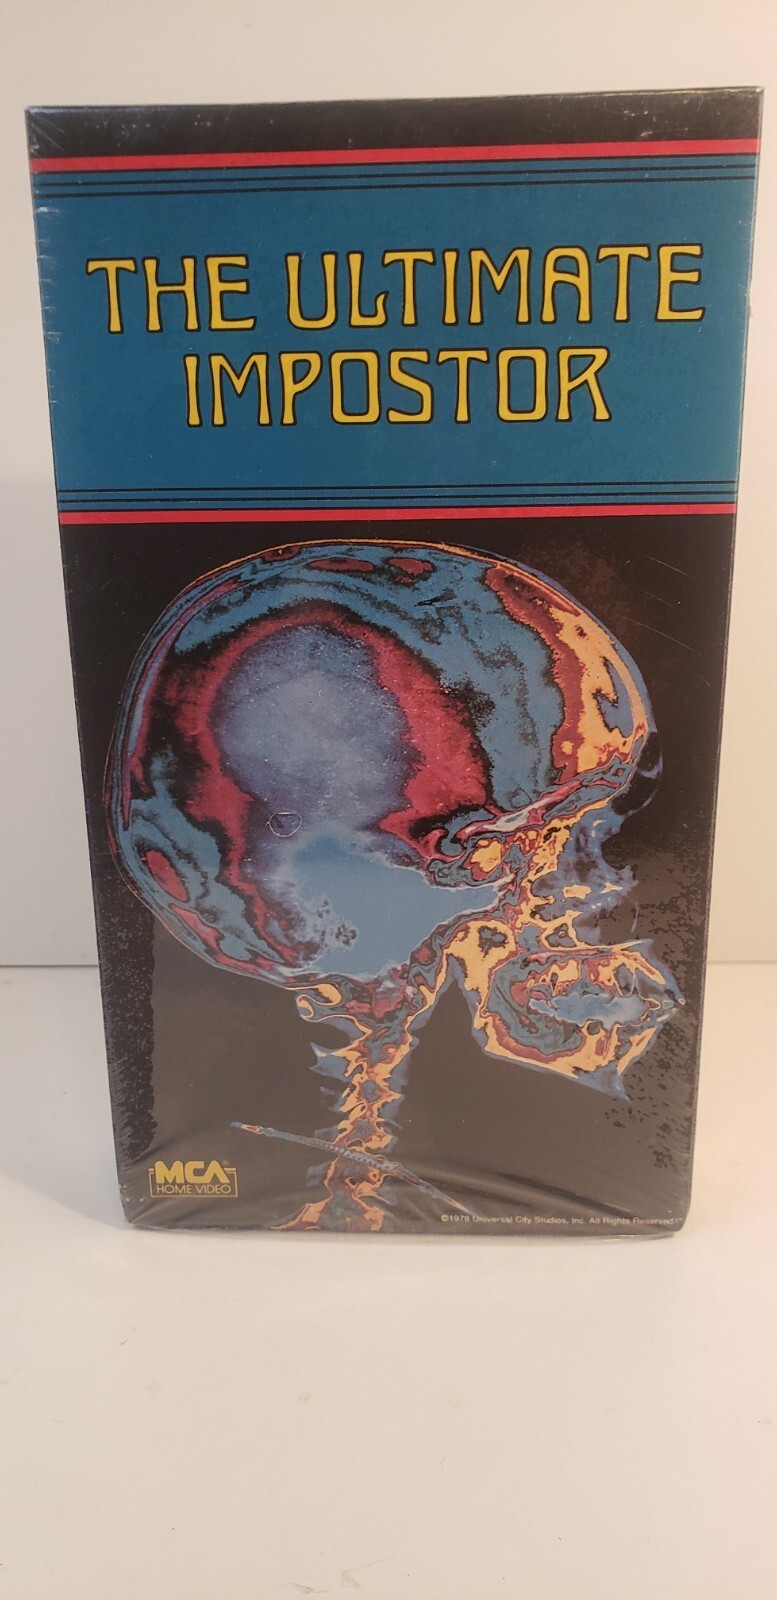 THE ULTIMATE
IMPOSTOR
MCA®
HOME VIDEO
©1979 Universal City Studios, Inc. All Rights Reserved